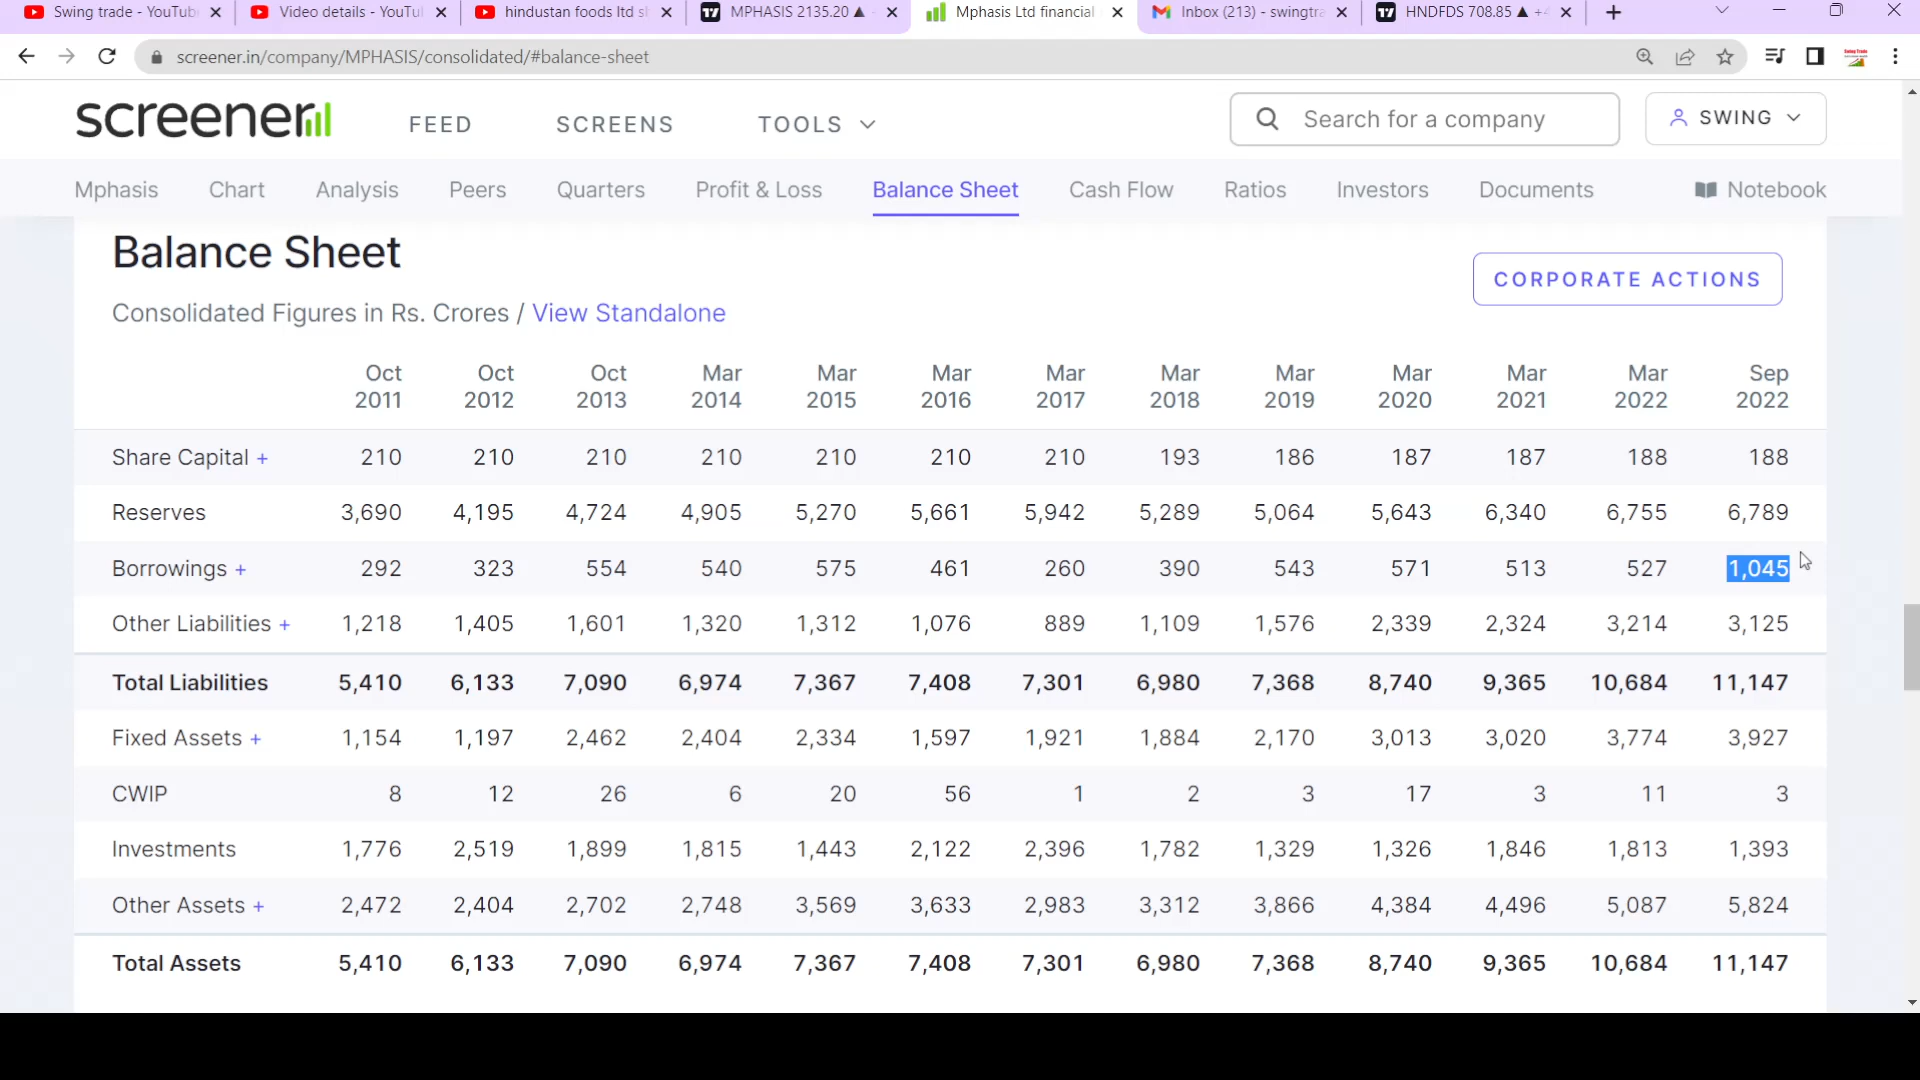 Swing trade - YouTube
Video details - YouTu
hindustan foods ltd s
MPHASIS 2135.20 ▲
Mphasis Ltd financial
Inbox (213) - swingtra
HNDFDS 708.85 ▲ +
screener.in/company/MPHASIS/consolidated/#balance-sheet
screener
FEED SCREENS TOOLS
Search for a company
SWING
Mphasis Chart Analysis Peers Quarters Profit & Loss Balance Sheet Cash Flow Ratios Investors Documents Notebook
Balance Sheet
CORPORATE ACTIONS
Consolidated Figures in Rs. Crores / View Standalone
Oct 2011 Oct 2012 Oct 2013 Mar 2014 Mar 2015 Mar 2016 Mar 2017 Mar 2018 Mar 2019 Mar 2020 Mar 2021 Mar 2022 Sep 2022
Share Capital + 210 210 210 210 210 210 210 193 186 187 187 188 188
Reserves 3,690 4,195 4,724 4,905 5,270 5,661 5,942 5,289 5,064 5,643 6,340 6,755 6,789
Borrowings + 292 323 554 540 575 461 260 390 543 571 513 527 1,045
Other Liabilities + 1,218 1,405 1,601 1,320 1,312 1,076 889 1,109 1,576 2,339 2,324 3,214 3,125
Total Liabilities 5,410 6,133 7,090 6,974 7,367 7,408 7,301 6,980 7,368 8,740 9,365 10,684 11,147
Fixed Assets + 1,154 1,197 2,462 2,404 2,334 1,597 1,921 1,884 2,170 3,013 3,020 3,774 3,927
CWIP 8 12 26 6 20 56 1 2 3 17 3 11 3
Investments 1,776 2,519 1,899 1,815 1,443 2,122 2,396 1,782 1,329 1,326 1,846 1,813 1,393
Other Assets + 2,472 2,404 2,702 2,748 3,569 3,633 2,983 3,312 3,866 4,384 4,496 5,087 5,824
Total Assets 5,410 6,133 7,090 6,974 7,367 7,408 7,301 6,980 7,368 8,740 9,365 10,684 11,147